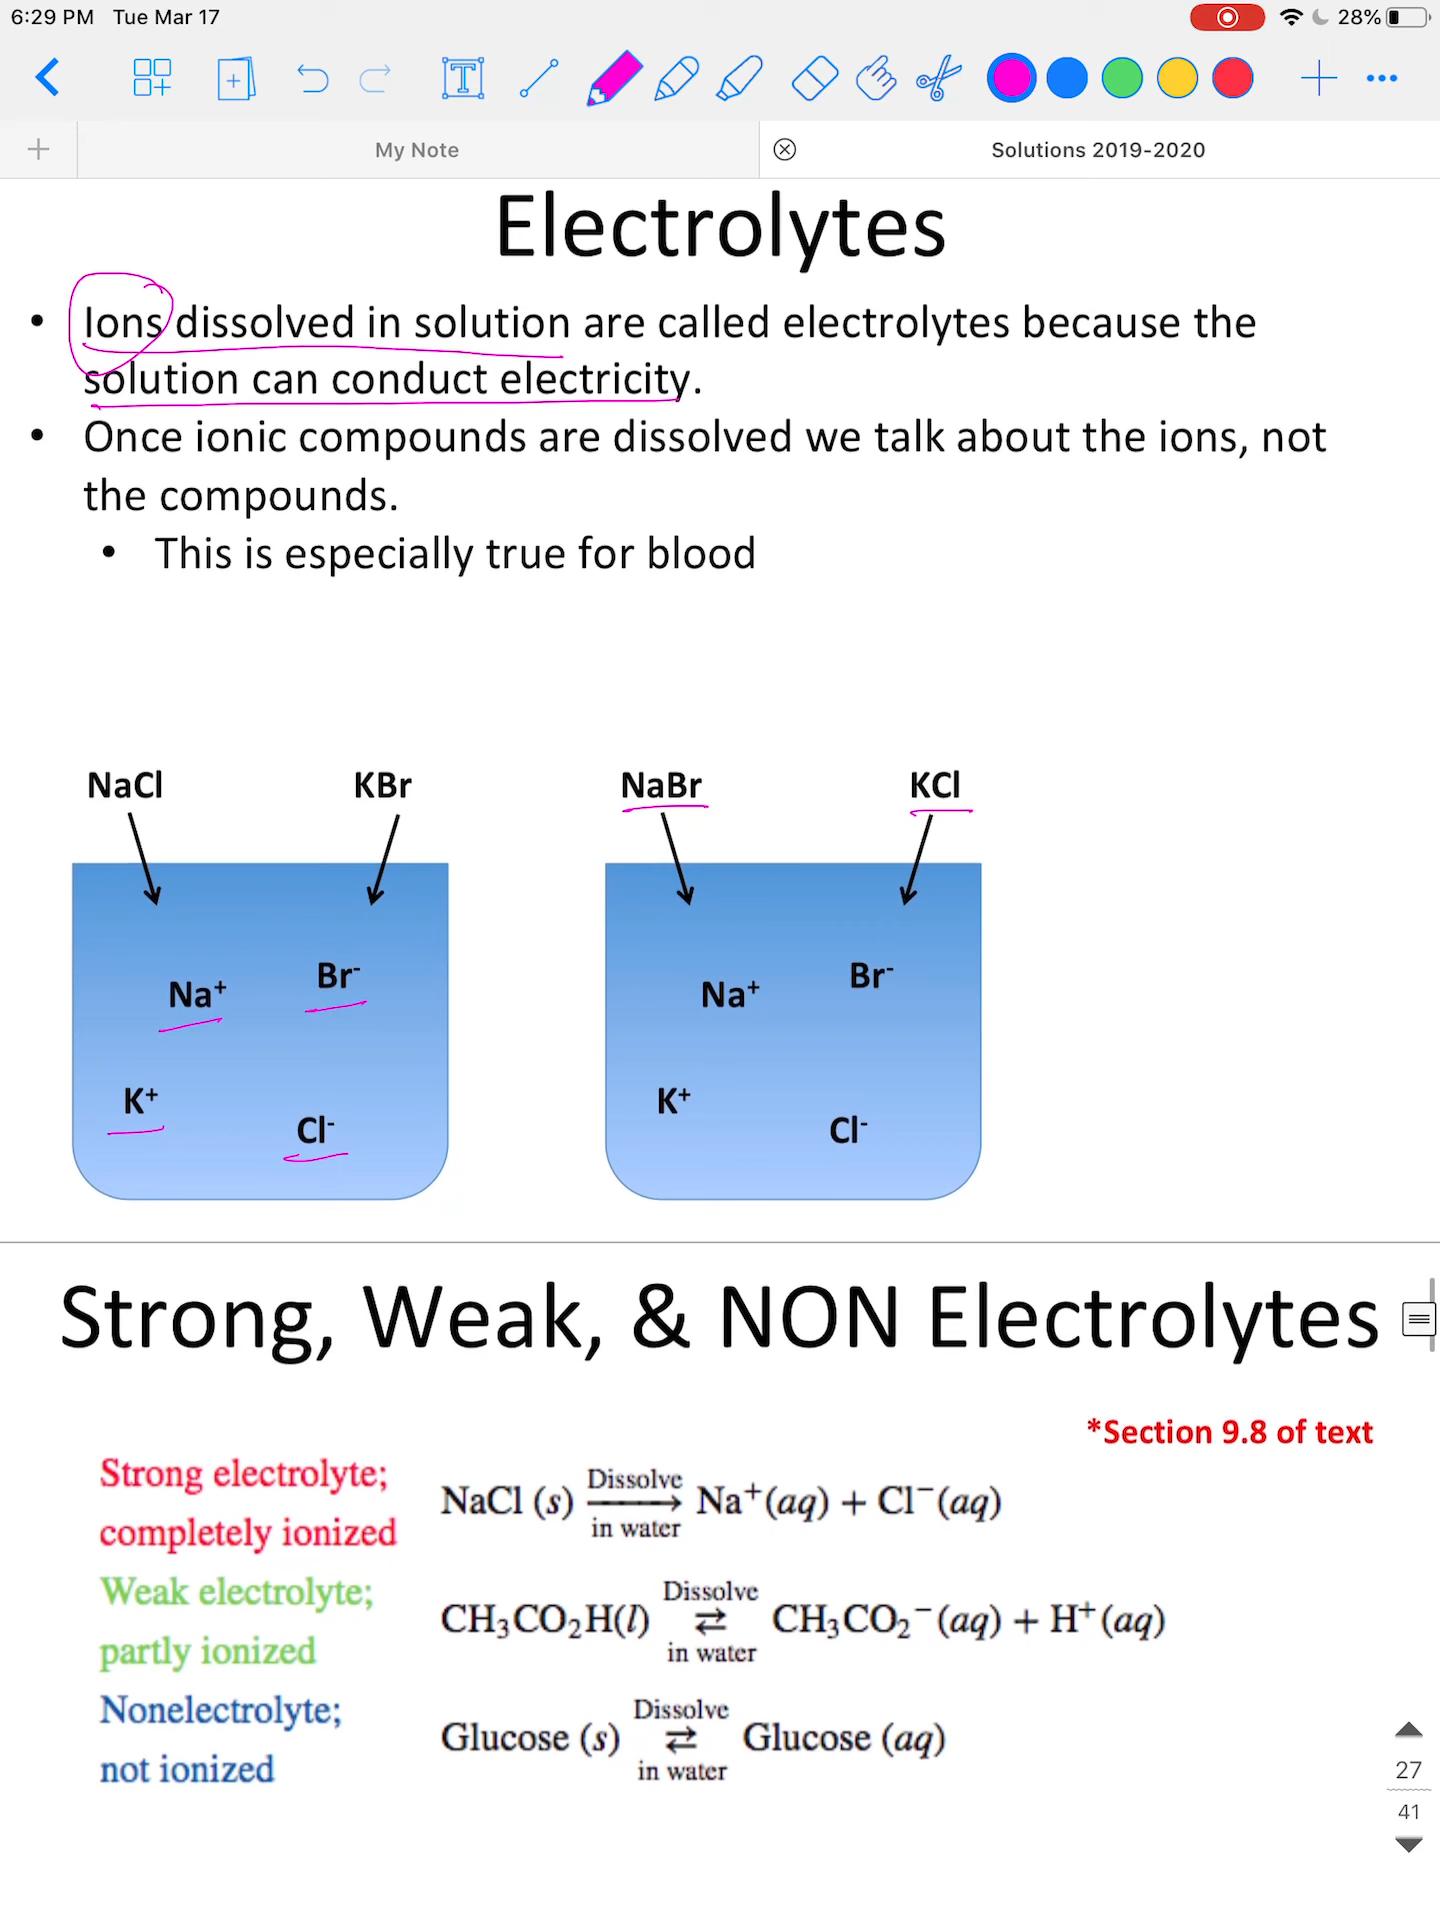 6:29 PM Tue Mar 17 28%
T
My Note Solutions 2019-2020
Electrolytes
• Ions dissolved in solution are called electrolytes because the
solution can conduct electricity.
• Once ionic compounds are dissolved we talk about the ions, not
the compounds.
• This is especially true for blood
NaCl KBr NaBr KCl
Na⁺ Br⁻ Na⁺ Br⁻
K⁺ Cl⁻ K⁺ Cl⁻
Strong, Weak, & NON Electrolytes
*Section 9.8 of text
Strong electrolyte;
completely ionized
NaCl (s) Dissolve in water → Na⁺(aq) + Cl⁻(aq)
Weak electrolyte;
partly ionized
CH₃CO₂H(l) Dissolve in water ⇄ CH₃CO₂⁻(aq) + H⁺(aq)
Nonelectrolyte;
not ionized
Glucose (s) Dissolve in water ⇄ Glucose (aq)
27
41